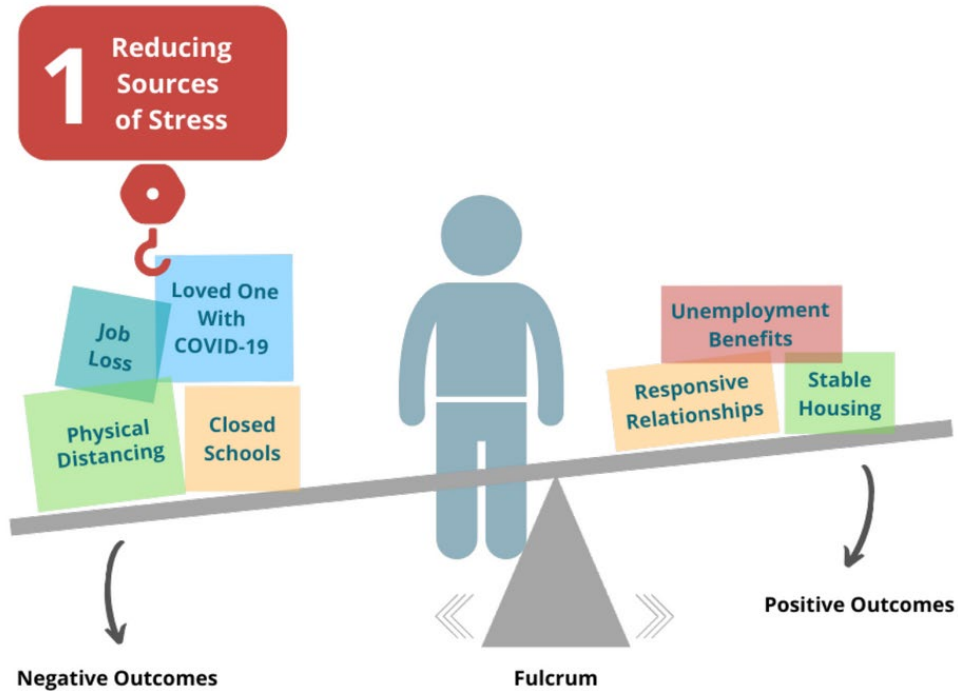 1
Reducing
Sources
of Stress
Loved One
With
COVID-19
Job
Loss
Physical
Distancing
Closed
Schools
Unemployment
Benefits
Responsive
Relationships
Stable
Housing
Negative Outcomes
Fulcrum
Positive Outcomes